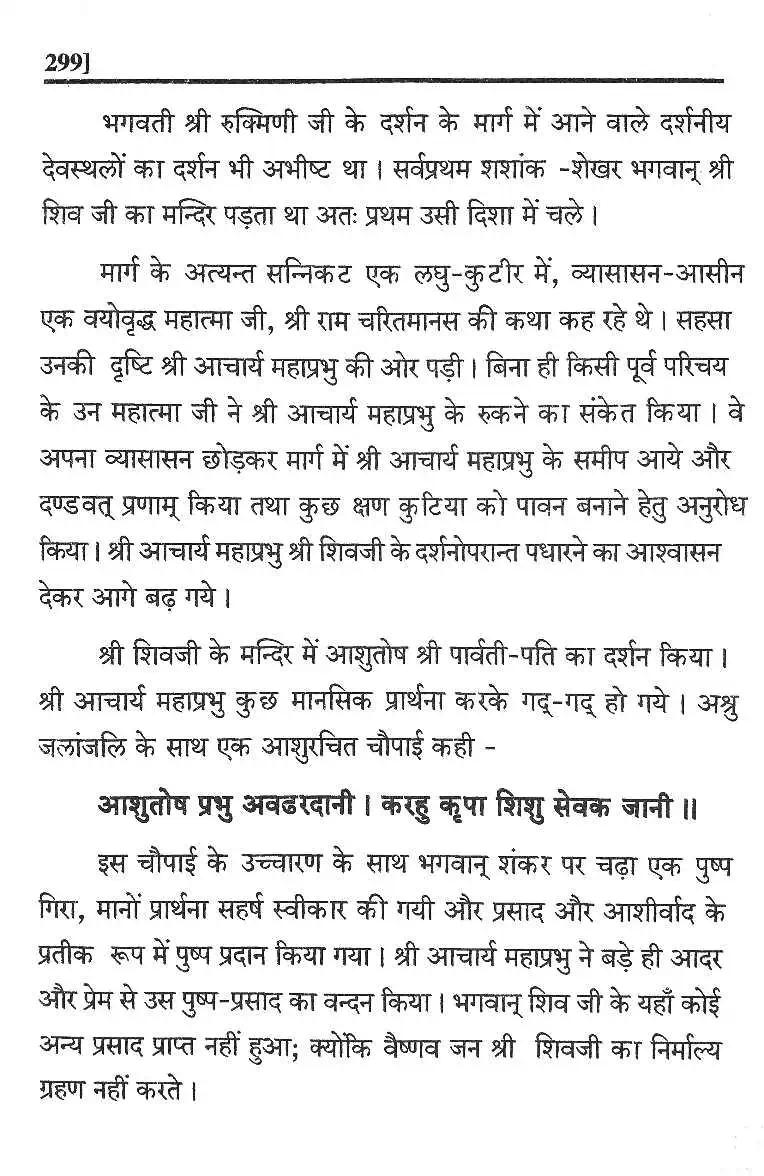 299]
भगवती श्री रुक्मिणी जी के दर्शन के मार्ग में आने वाले दर्शनीय
देवस्थलों का दर्शन भी अभीष्ट था। सर्वप्रथम शशांक -शेखर भगवान् श्री
शिव जी का मन्दिर पड़ता था अतः प्रथम उसी दिशा में चले।
मार्ग के अत्यन्त सन्निकट एक लघु-कुटीर में, व्यासासन-आसीन
एक वयोवृद्ध महात्मा जी, श्री राम चरितमानस की कथा कह रहे थे। सहसा
उनकी दृष्टि श्री आचार्य महाप्रभु की ओर पड़ी। बिना ही किसी पूर्व परिचय
के उन महात्मा जी ने श्री आचार्य महाप्रभु के रुकने का संकेत किया। वे
अपना व्यासासन छोड़कर मार्ग में श्री आचार्य महाप्रभु के समीप आये और
दण्डवत् प्रणाम् किया तथा कुछ क्षण कुटिया को पावन बनाने हेतु अनुरोध
किया। श्री आचार्य महाप्रभु श्री शिवजी के दर्शनोपरान्त पधारने का आश्वासन
देकर आगे बढ़ गये।
श्री शिवजी के मन्दिर में आशुतोष श्री पार्वती-पति का दर्शन किया।
श्री आचार्य महाप्रभु कुछ मानसिक प्रार्थना करके गद्-गद् हो गये। अश्रु
जलांजलि के साथ एक आशुरचित चौपाई कही -
आशुतोष प्रभु अवढरदानी। करहु कृपा शिशु सेवक जानी॥
इस चौपाई के उच्चारण के साथ भगवान् शंकर पर चढ़ा एक पुष्प
गिरा, मानों प्रार्थना सहर्ष स्वीकार की गयी और प्रसाद और आशीर्वाद के
प्रतीक रूप में पुष्प प्रदान किया गया। श्री आचार्य महाप्रभु ने बड़े ही आदर
और प्रेम से उस पुष्प-प्रसाद का वन्दन किया। भगवान् शिव जी के यहाँ कोई
अन्य प्रसाद प्राप्त नहीं हुआ; क्योंकि वैष्णव जन श्री शिवजी का निर्माल्य
ग्रहण नहीं करते।